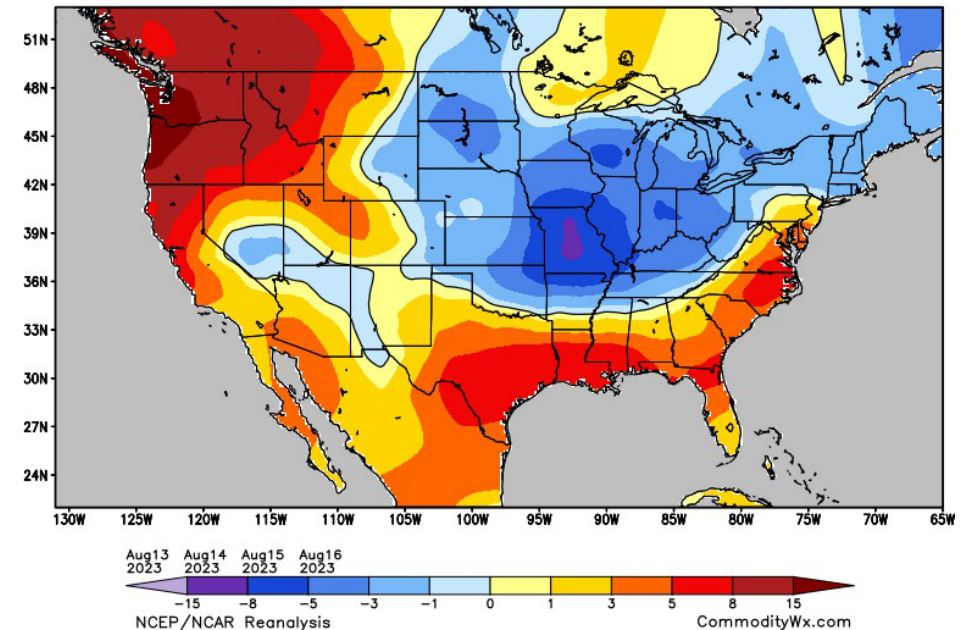 51N
48N
45N
42N
39N
36N
33N
30N
27N
24N
130W 125W 120W 115W 110W 105W 100W 95W 90W 85W 80W 75W 70W 65W
Aug13 Aug14 Aug15 Aug16
2023 2023 2023 2023
-15 -8 -5 -3 -1 0 1 3 5 8 15
NCEP/NCAR Reanalysis CommodityWx.com